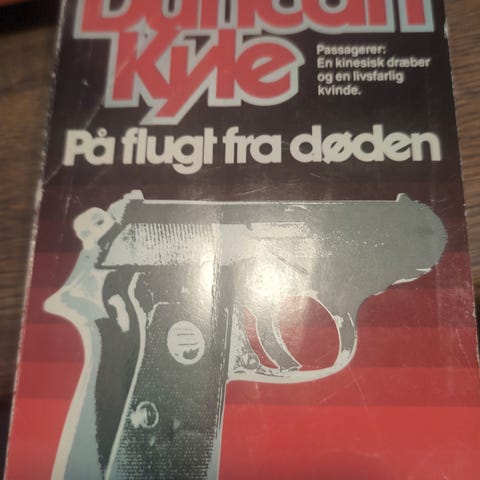 Duncan
Kyle
Passagerer:
En kinesisk dræber
og en livsfarlig
kvinde.
På flugt fra døden